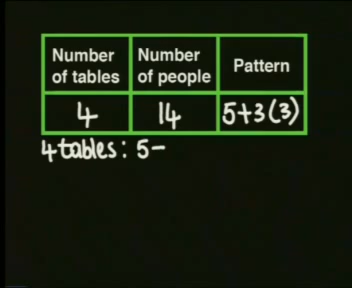 Number of tables Number of people Pattern
4 14 5+3(3)
4 tables: 5-